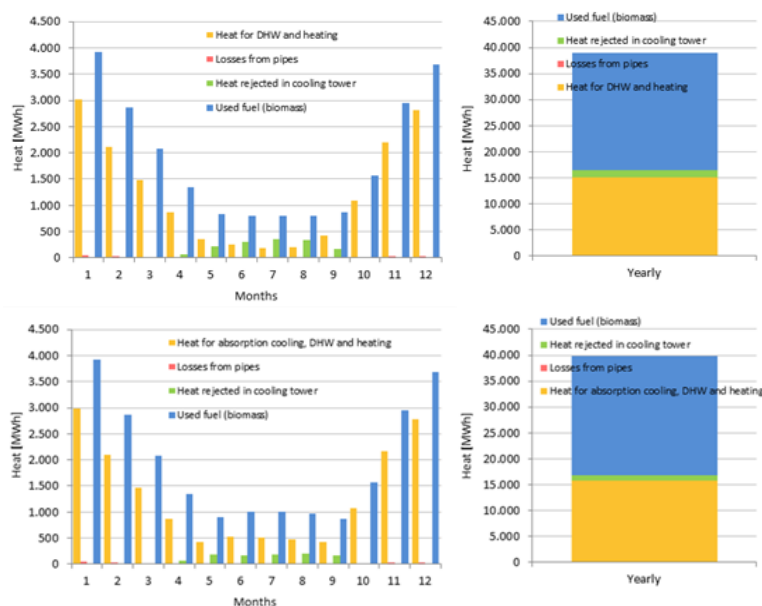 4.500
4.000
3.500
3.000
2.500
2.000
1.500
1.000
500
0
Heat [MWh]
Heat for DHW and heating
Losses from pipes
Heat rejected in cooling tower
Used fuel (biomass)
1 2 3 4 5 6 7 8 9 10 11 12
Months
45.000
40.000
35.000
30.000
25.000
20.000
15.000
10.000
5.000
0
Heat [MWh]
Used fuel (biomass)
Heat rejected in cooling tower
Losses from pipes
Heat for DHW and heating
Yearly
4.500
4.000
3.500
3.000
2.500
2.000
1.500
1.000
500
0
Heat [MWh]
Heat for absorption cooling, DHW and heating
Losses from pipes
Heat rejected in cooling tower
Used fuel (biomass)
1 2 3 4 5 6 7 8 9 10 11 12
Months
45.000
40.000
35.000
30.000
25.000
20.000
15.000
10.000
5.000
0
Heat [MWh]
Used fuel (biomass)
Heat rejected in cooling tower
Losses from pipes
Heat for absorption cooling, DHW and heating
Yearly